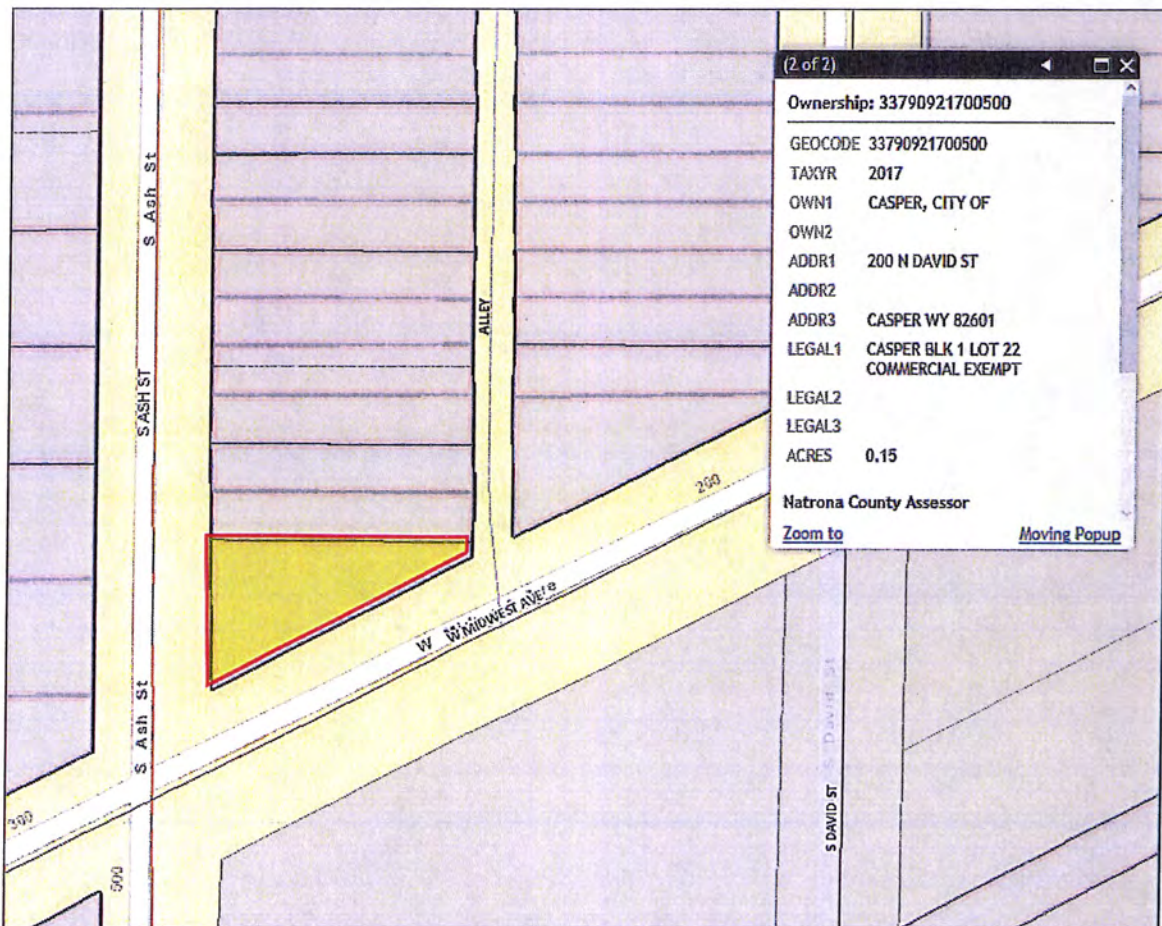 (2 of 2)
Ownership: 33790921700500
GEOCODE 33790921700500
TAXYR 2017
OWN1 CASPER, CITY OF
OWN2
ADDR1 200 N DAVID ST
ADDR2
ADDR3 CASPER WY 82601
LEGAL1 CASPER BLK 1 LOT 22
COMMERCIAL EXEMPT
LEGAL2
LEGAL3
ACRES 0.15
Natrona County Assessor
Zoom to Moving Popup
S Ash St
S ASH ST
S Ash St
ALLEY
200
W W MIDWEST AVE
300
500
S David St
S DAVID ST